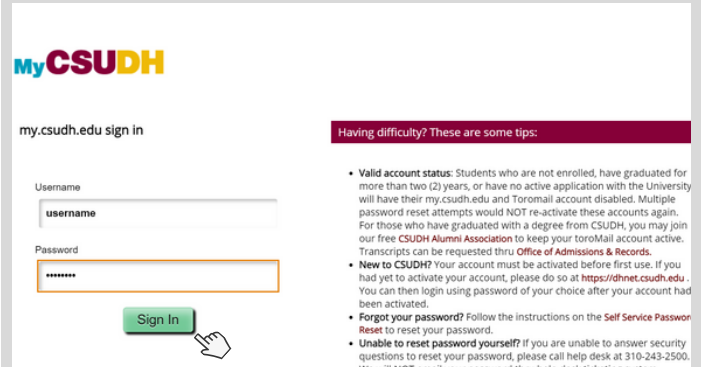 MyCSUDH
my.csudh.edu sign in
Username
username
Password
••••••••
Sign In
Having difficulty? These are some tips:
• Valid account status: Students who are not enrolled, have graduated for
more than two (2) years, or have no active application with the University
will have their my.csudh.edu and Toromail account disabled. Multiple
password reset attempts would NOT re-activate these accounts again.
For those who have graduated with a degree from CSUDH, you may join
our free CSUDH Alumni Association to keep your toroMail account active.
Transcripts can be requested thru Office of Admissions & Records.
• New to CSUDH? Your account must be activated before first use. If you
had yet to activate your account, please do so at https://dhnet.csudh.edu .
You can then login using password of your choice after your account had
been activated.
• Forgot your password? Follow the instructions on the Self Service Passwor
Reset to reset your password.
• Unable to reset password yourself? If you are unable to answer security
questions to reset your password, please call help desk at 310-243-2500.